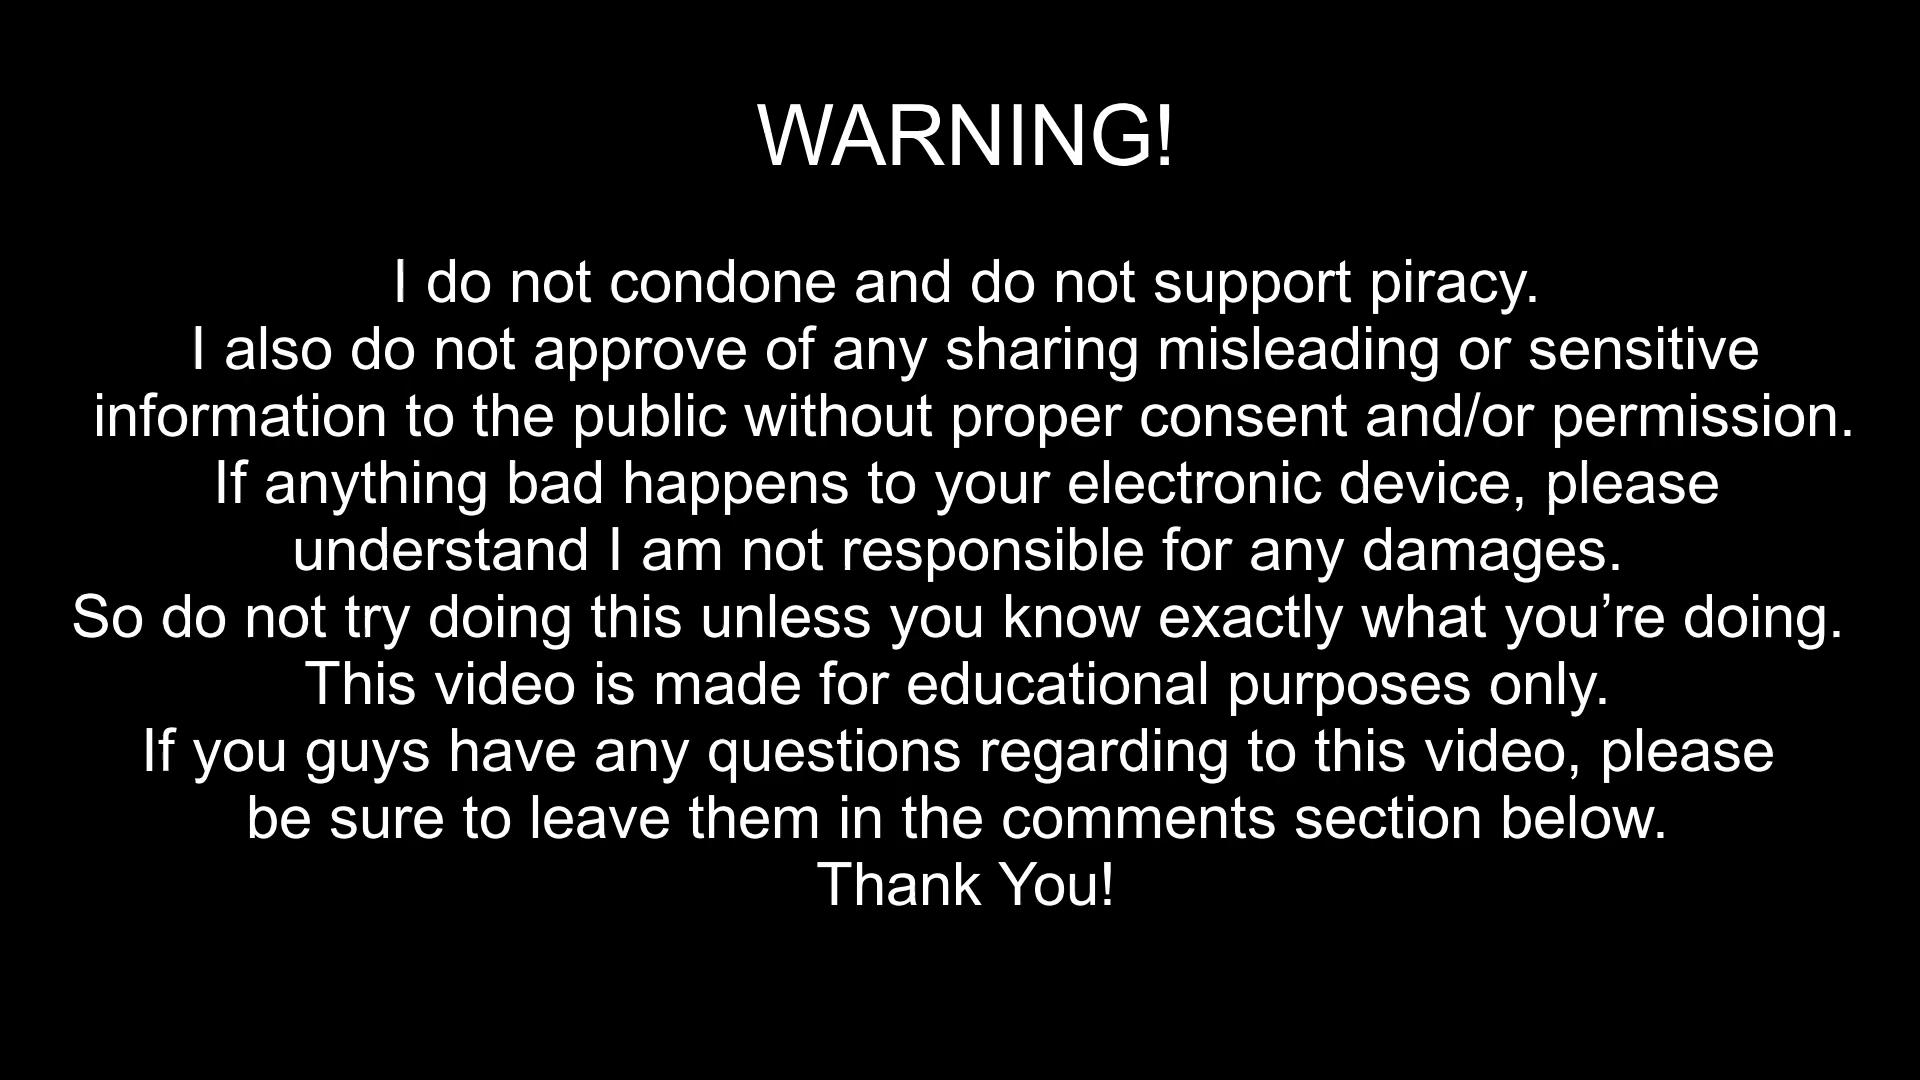 WARNING!
I do not condone and do not support piracy.
I also do not approve of any sharing misleading or sensitive
information to the public without proper consent and/or permission.
If anything bad happens to your electronic device, please
understand I am not responsible for any damages.
So do not try doing this unless you know exactly what you’re doing.
This video is made for educational purposes only.
If you guys have any questions regarding to this video, please
be sure to leave them in the comments section below.
Thank You!